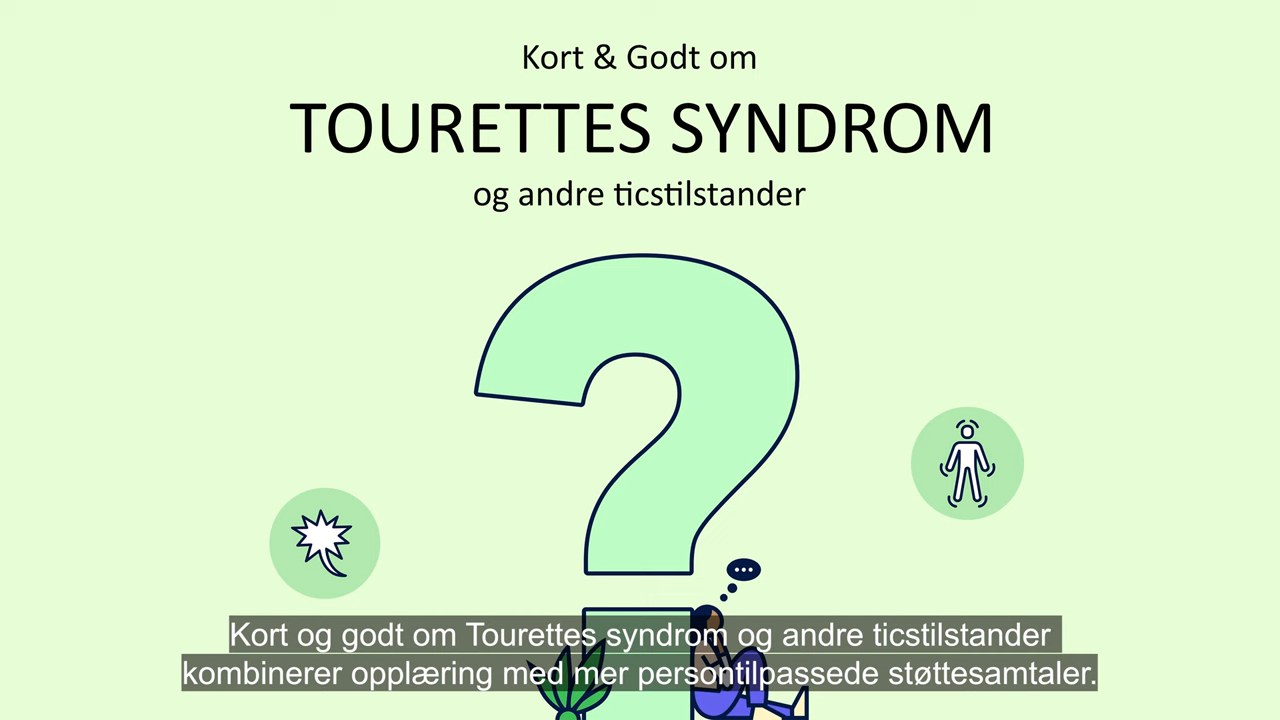 Kort & Godt om
TOURETTES SYNDROM
og andre ticstilstander
Kort og godt om Tourettes syndrom og andre ticstilstander
kombinerer opplæring med mer persontilpassede støttesamtaler.